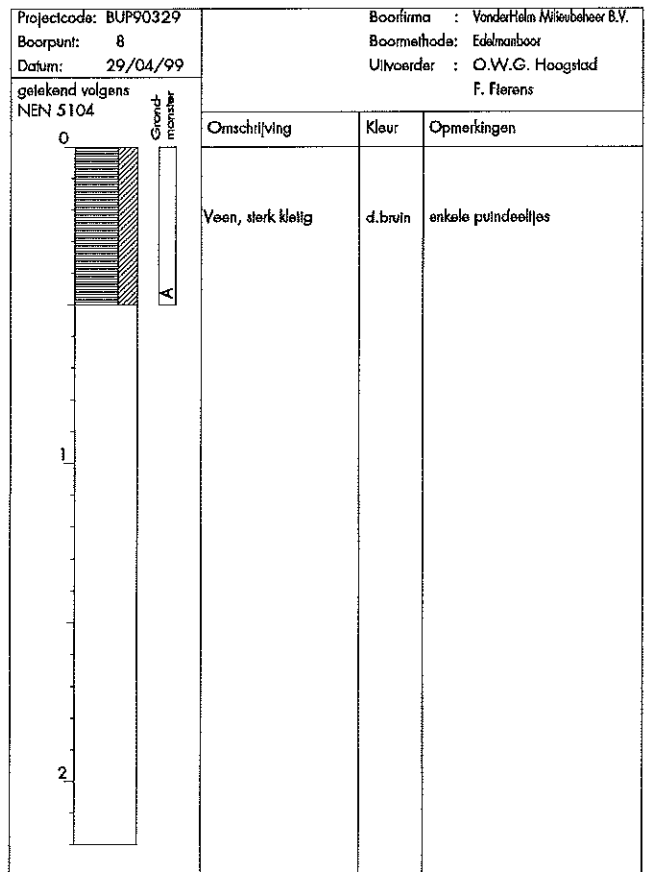 Projectcode: BUP90329
Boorpunt: 8
Datum: 29/04/99
Boorfirma : VanderHelm Milieubeheer B.V.
Boormethode: Edelmanboor
Uitvoerder : O.W.G. Hoogstad
F. Fierens
getekend volgens
NEN 5104
Grond-
monster
Omschrijving Kleur Opmerkingen
0
Veen, sterk kleiig d.bruin enkele puindeeltjes
A
1
2